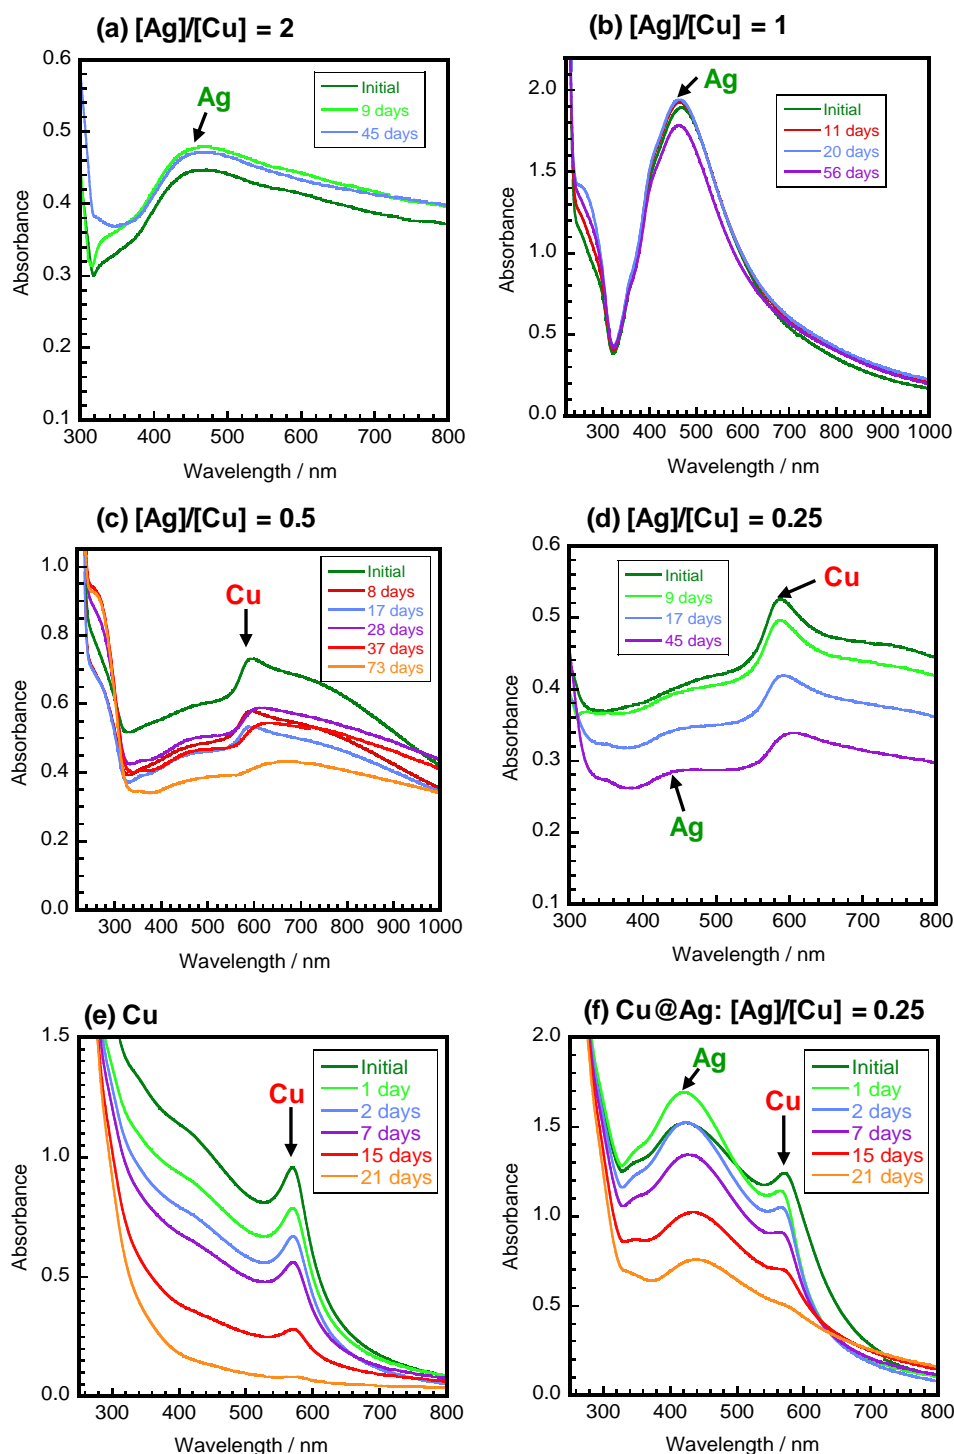 (a) [Ag]/[Cu] = 2
0.6
0.5
0.4
0.3
0.2
0.1
Absorbance
Ag
Initial
9 days
45 days
300 400 500 600 700 800
Wavelength / nm
(b) [Ag]/[Cu] = 1
2.0
1.5
1.0
0.5
0.0
Absorbance
Ag
Initial
11 days
20 days
56 days
300 400 500 600 700 800 900 1000
Wavelength / nm
(c) [Ag]/[Cu] = 0.5
1.0
0.8
0.6
0.4
0.2
0.0
Absorbance
Cu
Initial
8 days
17 days
28 days
37 days
73 days
300 400 500 600 700 800 900 1000
Wavelength / nm
(d) [Ag]/[Cu] = 0.25
0.6
0.5
0.4
0.3
0.2
0.1
Absorbance
Initial
9 days
17 days
45 days
Cu
Ag
300 400 500 600 700 800
Wavelength / nm
(e) Cu
1.5
1.0
0.5
0.0
Absorbance
Cu
Initial
1 day
2 days
7 days
15 days
21 days
300 400 500 600 700 800
Wavelength / nm
(f) Cu@Ag: [Ag]/[Cu] = 0.25
2.0
1.5
1.0
0.5
0.0
Absorbance
Ag
Cu
Initial
1 day
2 days
7 days
15 days
21 days
300 400 500 600 700 800
Wavelength / nm